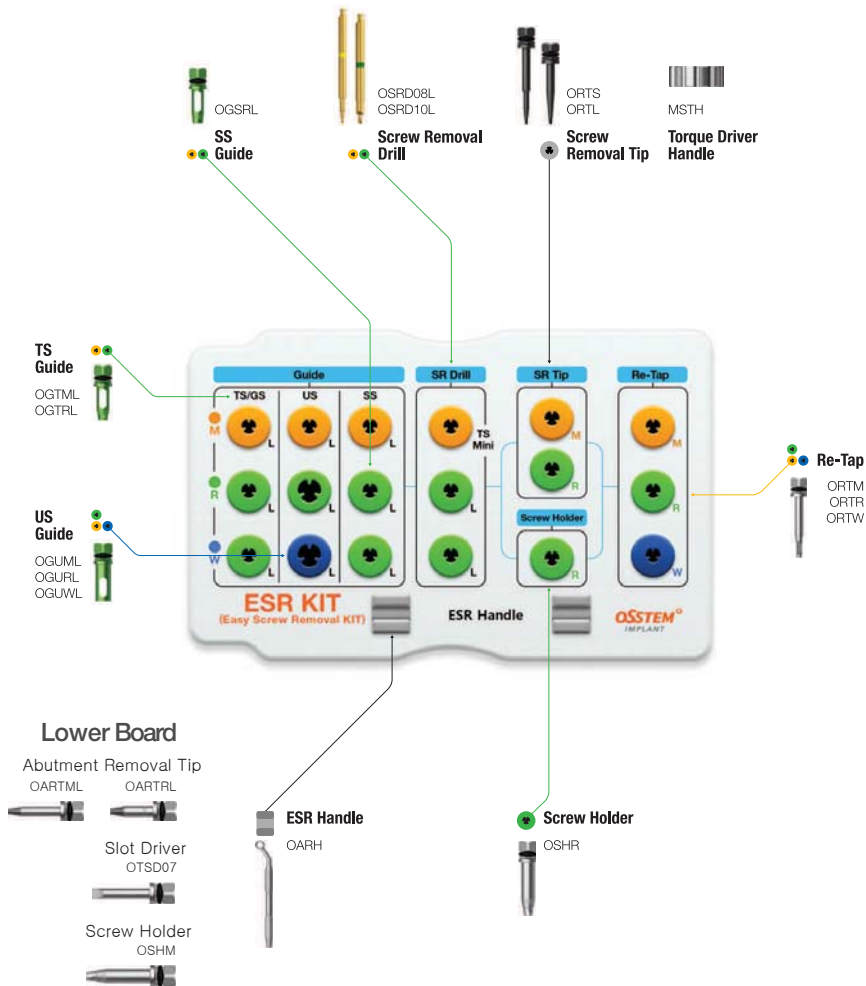 OGSRL
SS
Guide
OSRD08L
OSRD10L
Screw Removal
Drill
ORTS
ORTL
Screw
Removal Tip
MSTH
Torque Driver
Handle
TS
Guide
OGTML
OGTRL
US
Guide
OGUML
OGURL
OGUWL
Guide
SR Drill
SR Tip
Re-Tap
TS/GS
US
SS
M
L
L
L
TS
Mini
M
M
R
L
L
L
L
R
R
Screw Holder
W
L
L
L
L
R
W
ESR KIT
(Easy Screw Removal KIT)
ESR Handle
OSSTEM
IMPLANT
Re-Tap
ORTM
ORTR
ORTW
Lower Board
Abutment Removal Tip
OARTML
OARTRL
Slot Driver
OTSD07
Screw Holder
OSHM
ESR Handle
OARH
Screw Holder
OSHR